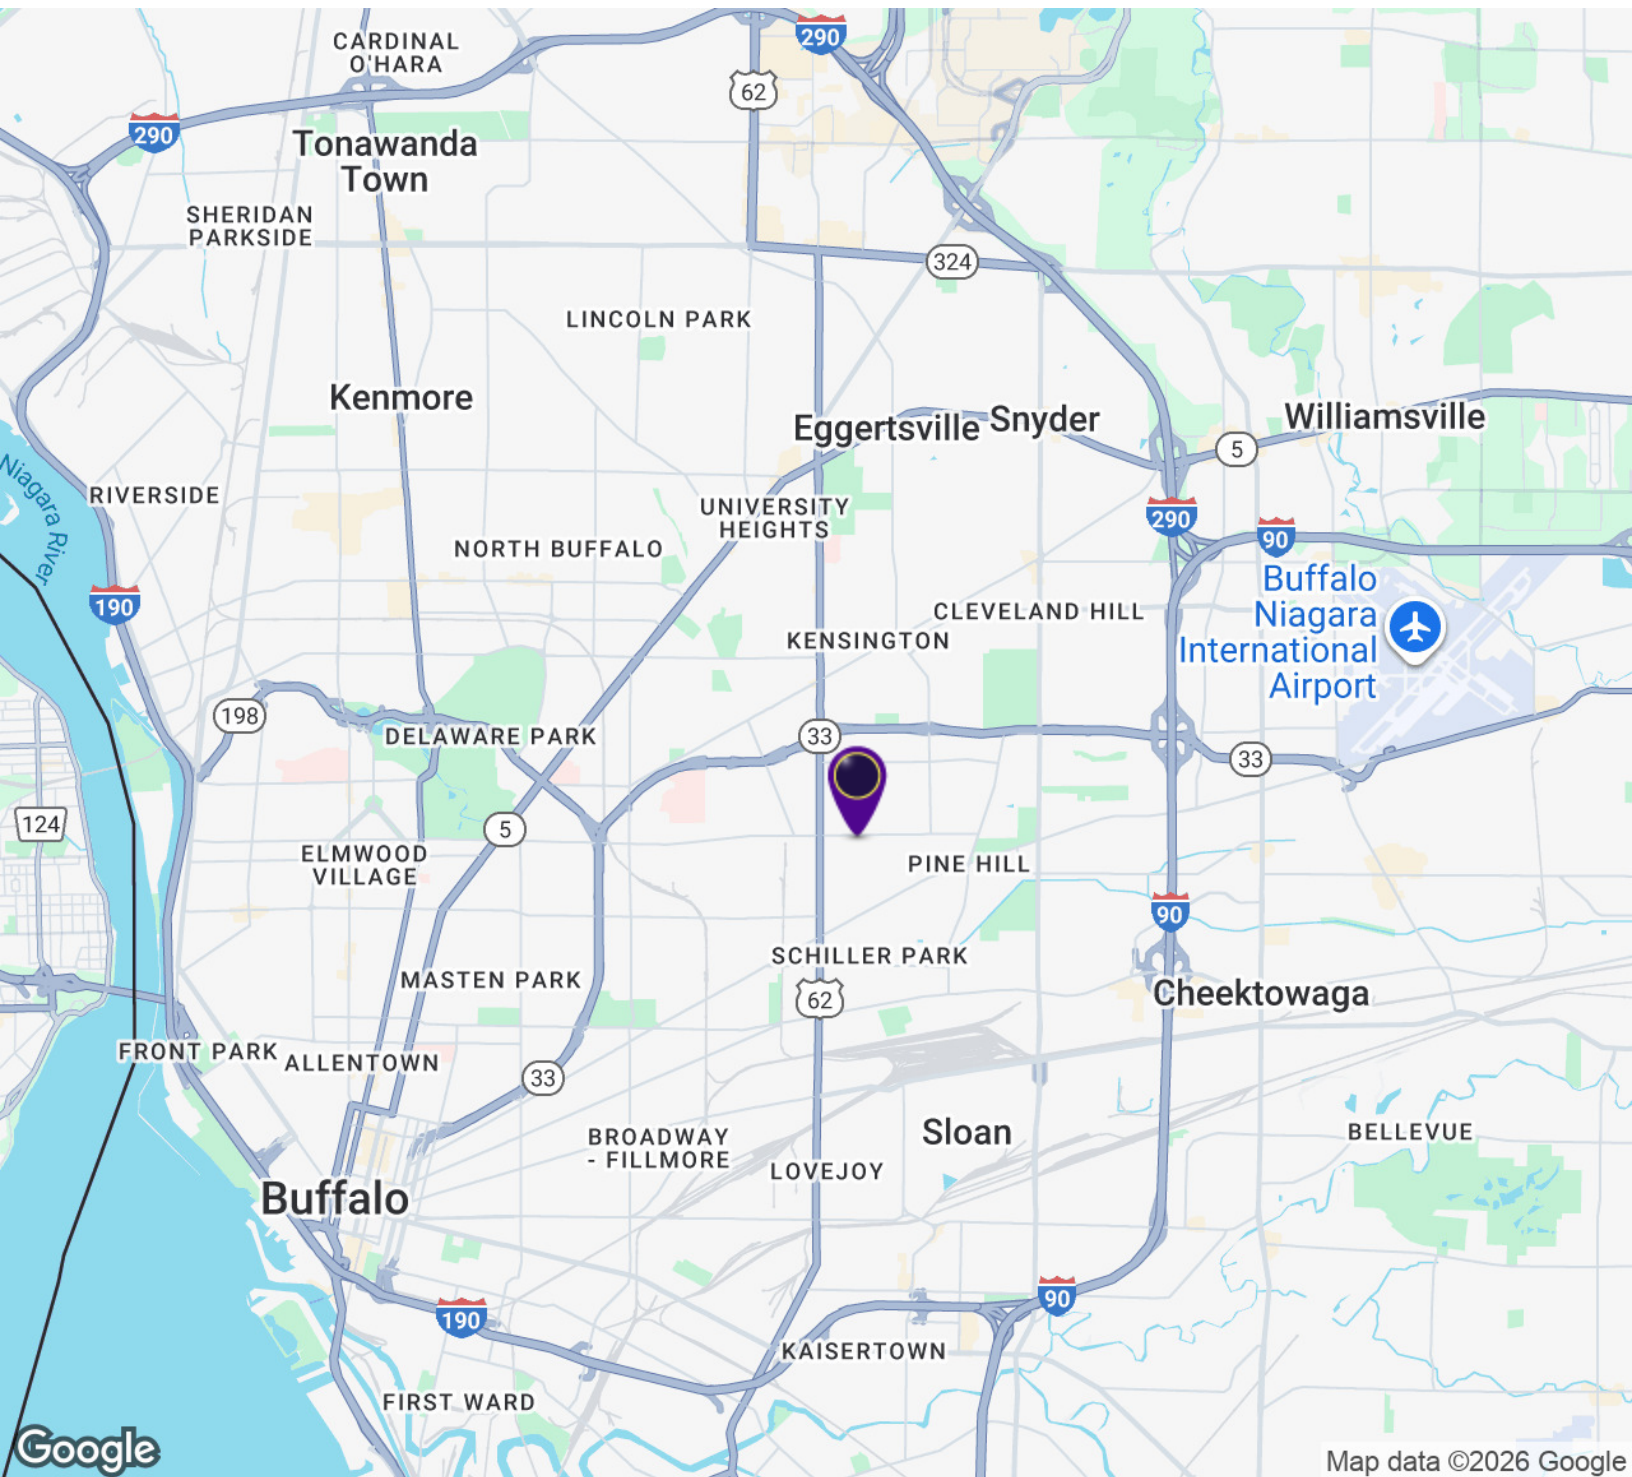 290
CARDINAL
O'HARA
62
290
Tonawanda
Town
SHERIDAN
PARKSIDE
324
LINCOLN PARK
Kenmore
Eggertsville
Snyder
Williamsville
5
Niagara River
RIVERSIDE
UNIVERSITY
HEIGHTS
290
90
NORTH BUFFALO
190
Buffalo
Niagara
International
Airport
CLEVELAND HILL
KENSINGTON
198
DELAWARE PARK
33
33
124
5
ELMWOOD
VILLAGE
PINE HILL
90
SCHILLER PARK
MASTEN PARK
62
Cheektowaga
FRONT PARK
ALLENTOWN
33
BROADWAY
- FILLMORE
Sloan
BELLEVUE
LOVEJOY
Buffalo
90
190
KAISERTOWN
FIRST WARD
Google
Map data ©2026 Google